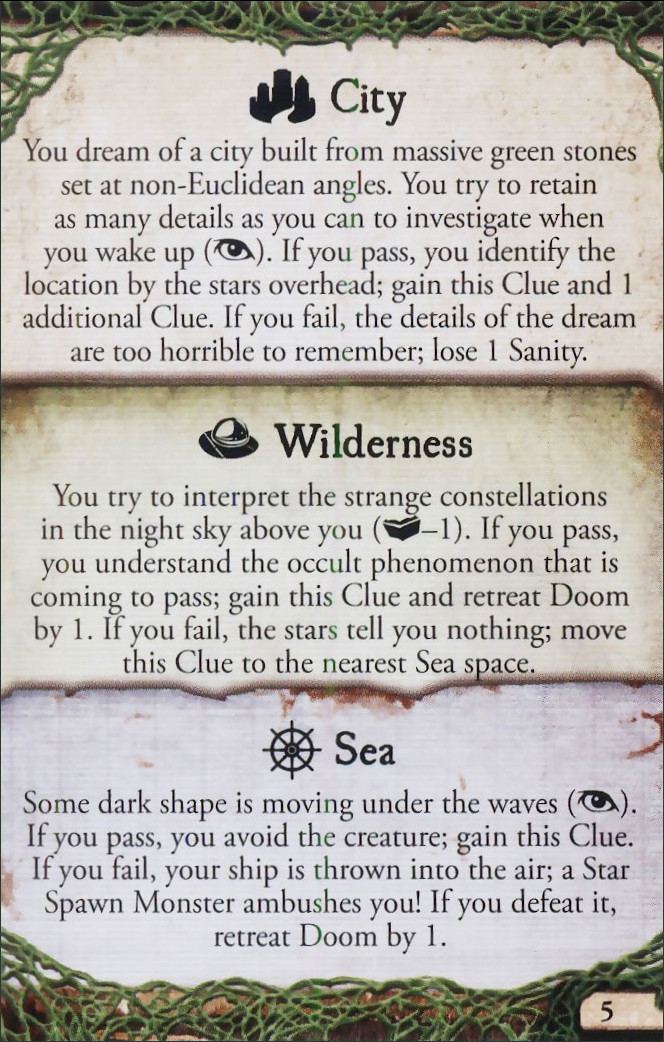 City
You dream of a city built from massive green stones
set at non-Euclidean angles. You try to retain
as many details as you can to investigate when
you wake up (). If you pass, you identify the
location by the stars overhead; gain this Clue and 1
additional Clue. If you fail, the details of the dream
are too horrible to remember; lose 1 Sanity.
Wilderness
You try to interpret the strange constellations
in the night sky above you (–1). If you pass,
you understand the occult phenomenon that is
coming to pass; gain this Clue and retreat Doom
by 1. If you fail, the stars tell you nothing; move
this Clue to the nearest Sea space.
Sea
Some dark shape is moving under the waves ().
If you pass, you avoid the creature; gain this Clue.
If you fail, your ship is thrown into the air; a Star
Spawn Monster ambushes you! If you defeat it,
retreat Doom by 1.
5